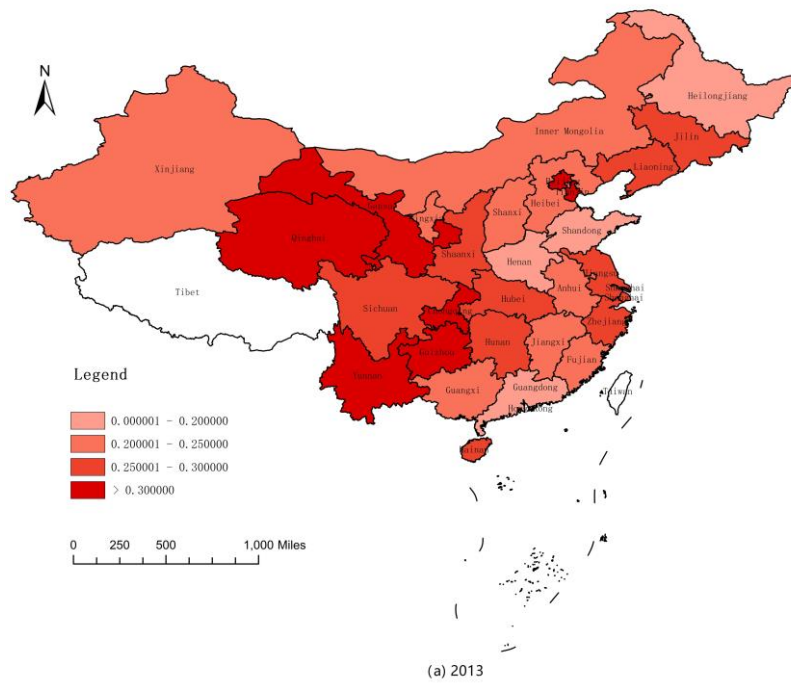 N
Heilongjiang
Jilin
Inner Mongolia
Liaoning
Xinjiang
Hebei
Shanxi
Shandong
Qinghai
Shaanxi
Henan
Tibet
Anhui
Sichuan
Hubei
Zhejiang
Hunan
Jiangxi
Guizhou
Fujian
Yunnan
Guangxi
Guangdong
Taiwan
Hainan
Legend
0.000001 - 0.200000
0.200001 - 0.250000
0.250001 - 0.300000
> 0.300000
0 250 500 1,000 Miles
(a) 2013